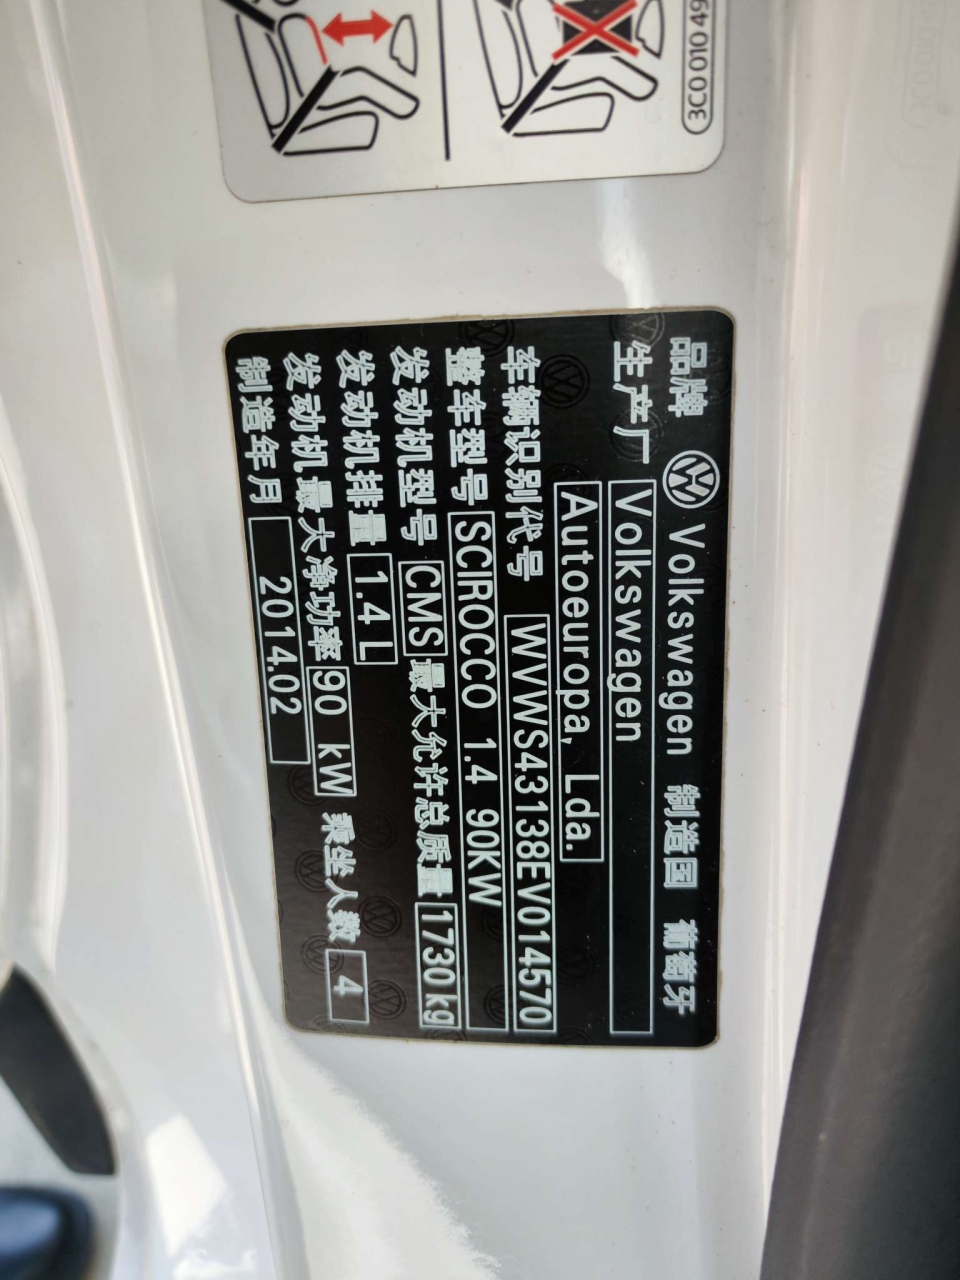 3C0 010 49
品牌 Volkswagen 制造国 葡萄牙
生产厂 Volkswagen
Autoeuropa, Lda.
车辆识别代号 WVWS43138EV014570
整车型号 SCIROCCO 1.4 90KW
发动机型号 CMS 最大允许总质量 1730kg
发动机排量 1.4L
发动机最大净功率 90 kW 乘坐人数 4
制造年月 2014.02